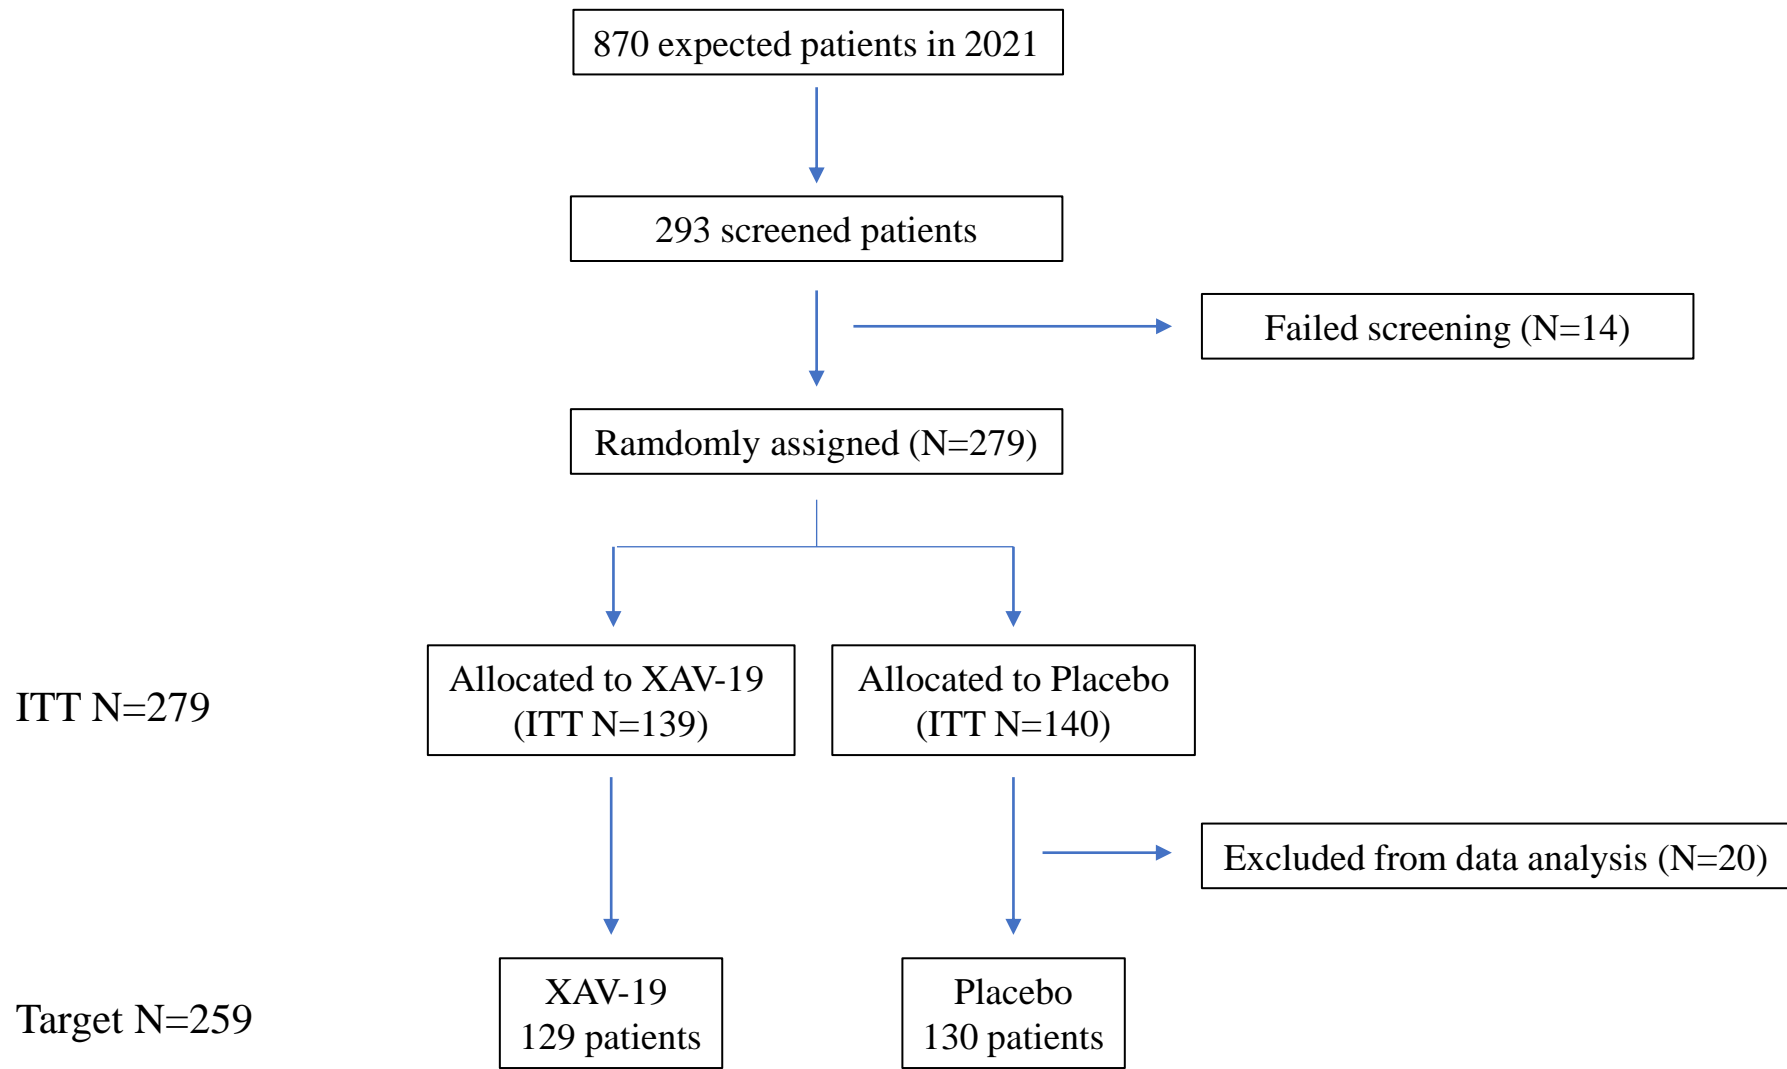 870 expected patients in 2021
293 screened patients
Failed screening (N=14)
Ramdomly assigned (N=279)
ITT N=279
Allocated to XAV-19
(ITT N=139)
Allocated to Placebo
(ITT N=140)
Excluded from data analysis (N=20)
Target N=259
XAV-19
129 patients
Placebo
130 patients